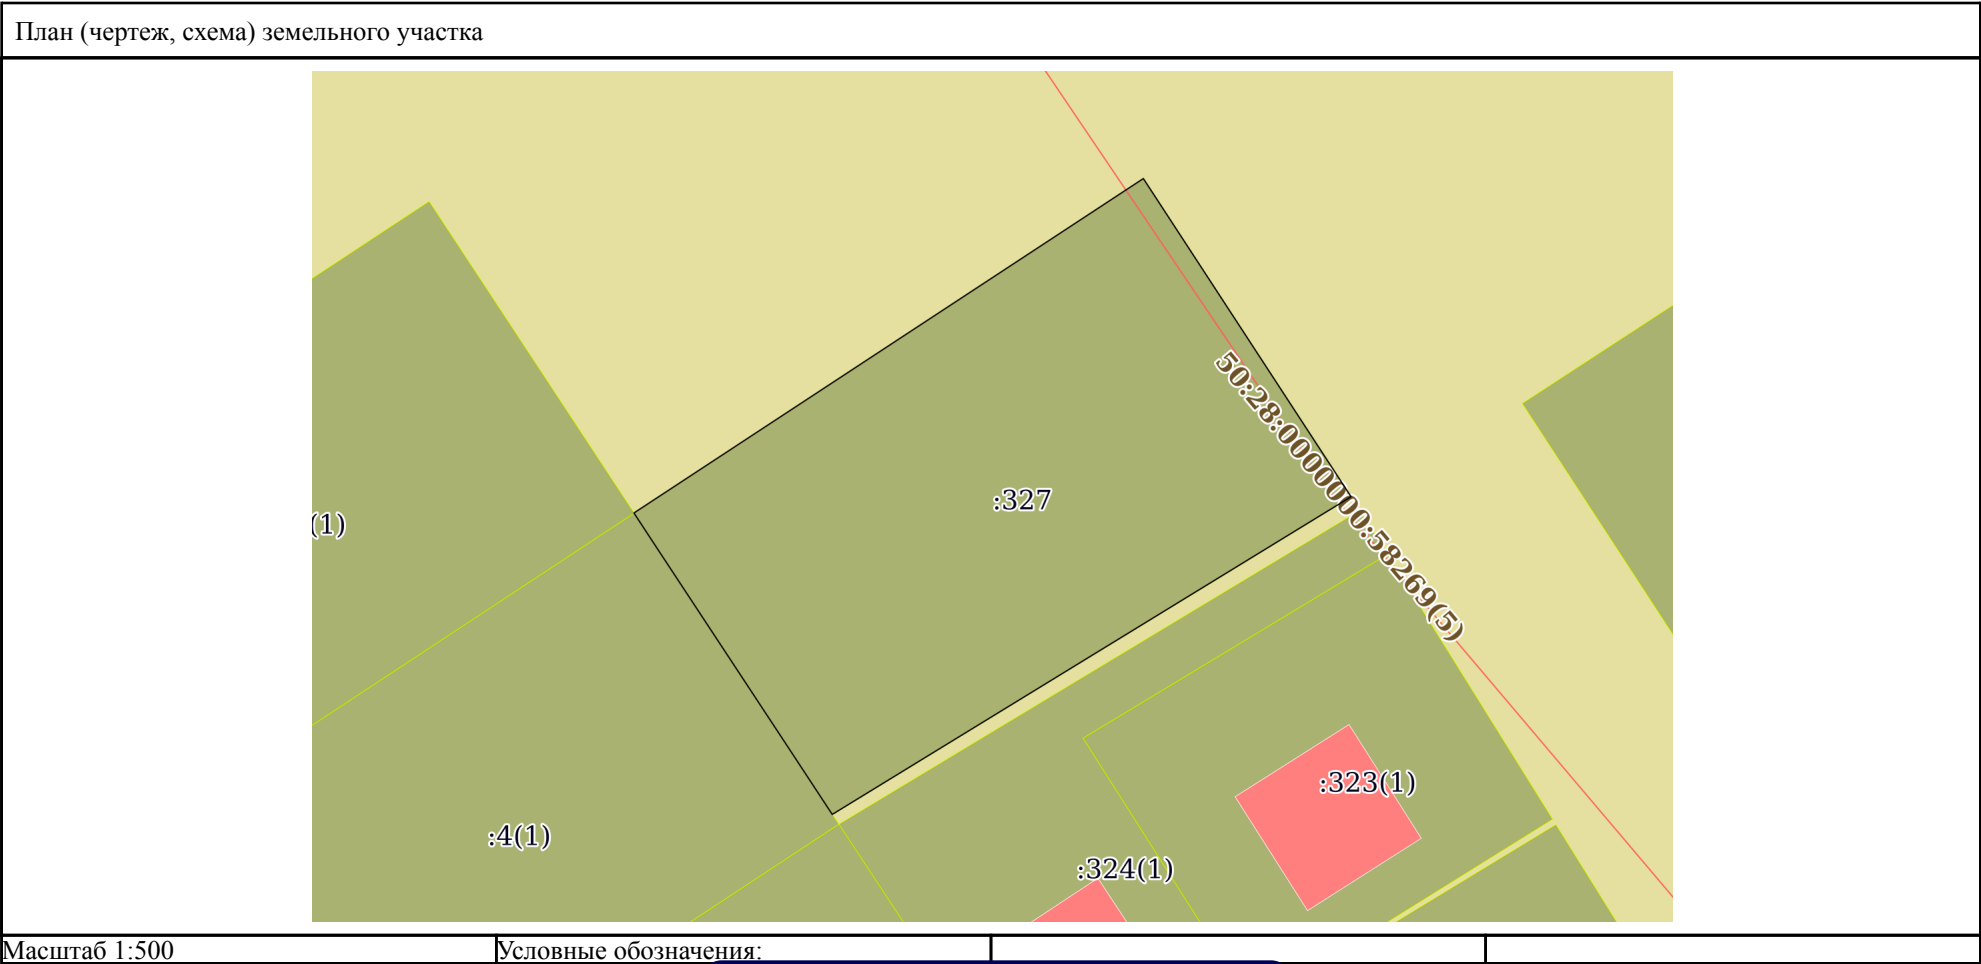 План (чертеж, схема) земельного участка
50:28:0000000:58269(5)
:327
(1)
:323(1)
:4(1)
:324(1)
Масштаб 1:500
Условные обозначения: